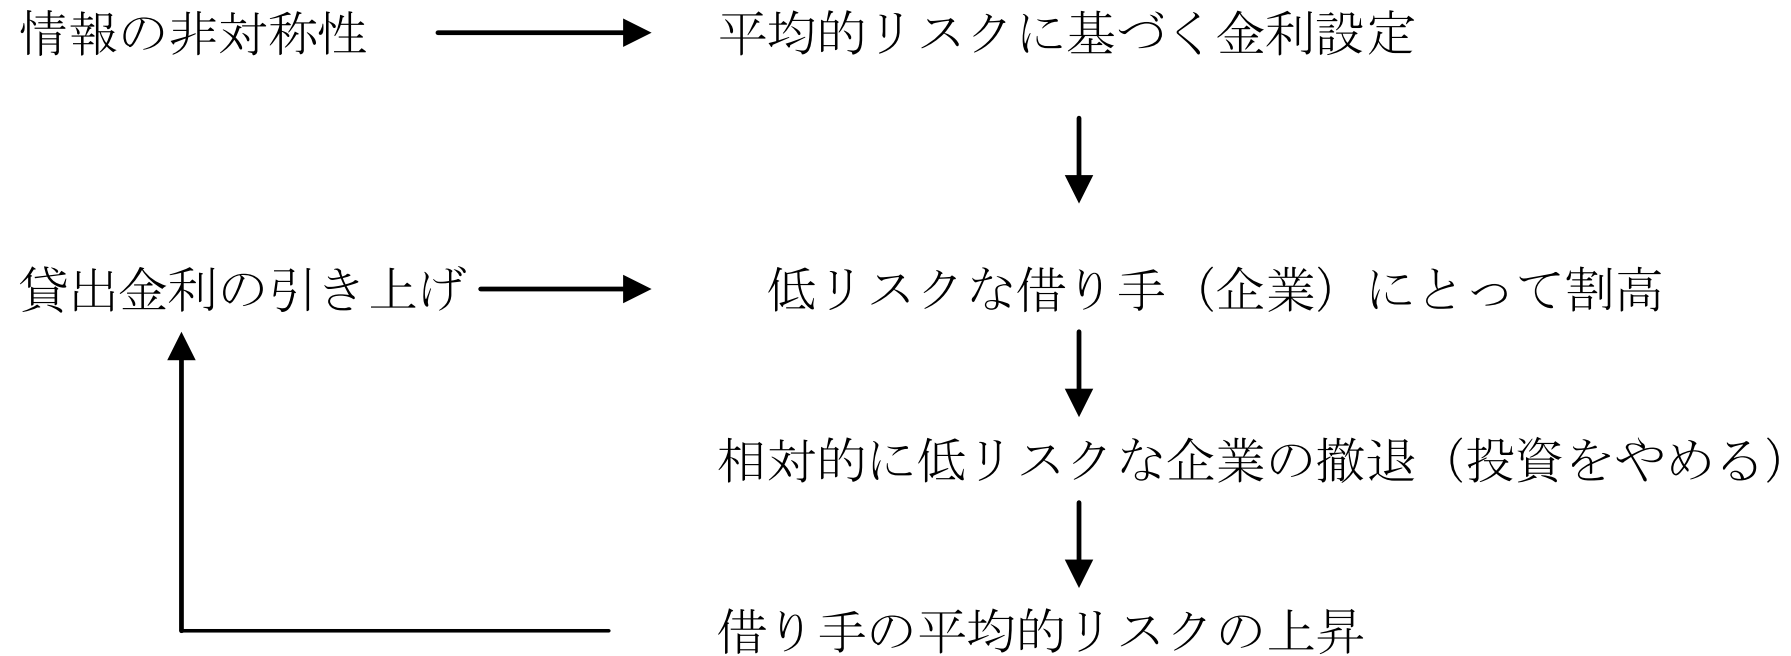 情報の非対称性
平均的リスクに基づく金利設定
貸出金利の引き上げ
低リスクな借り手（企業）にとって割高
相対的に低リスクな企業の撤退（投資をやめる）
借り手の平均的リスクの上昇